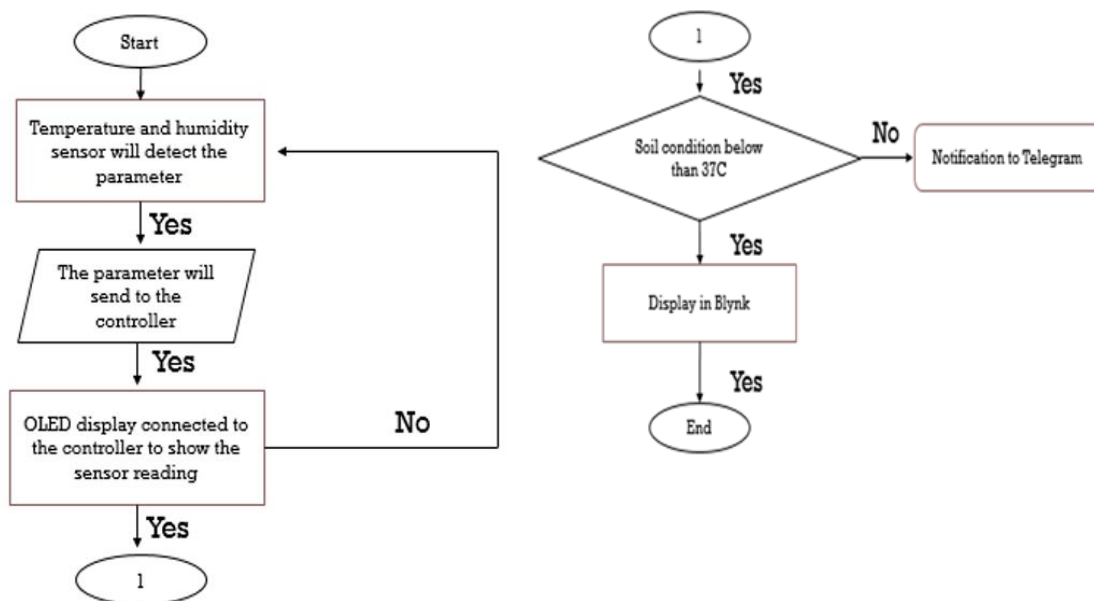 Start
Temperature and humidity
sensor will detect the
parameter
Yes
The parameter will
send to the
controller
Yes
OLED display connected to
the controller to show the
sensor reading
No
Yes
1
1
Yes
Soil condition below
than 37C
No
Notification to Telegram
Yes
Display in Blynk
Yes
End